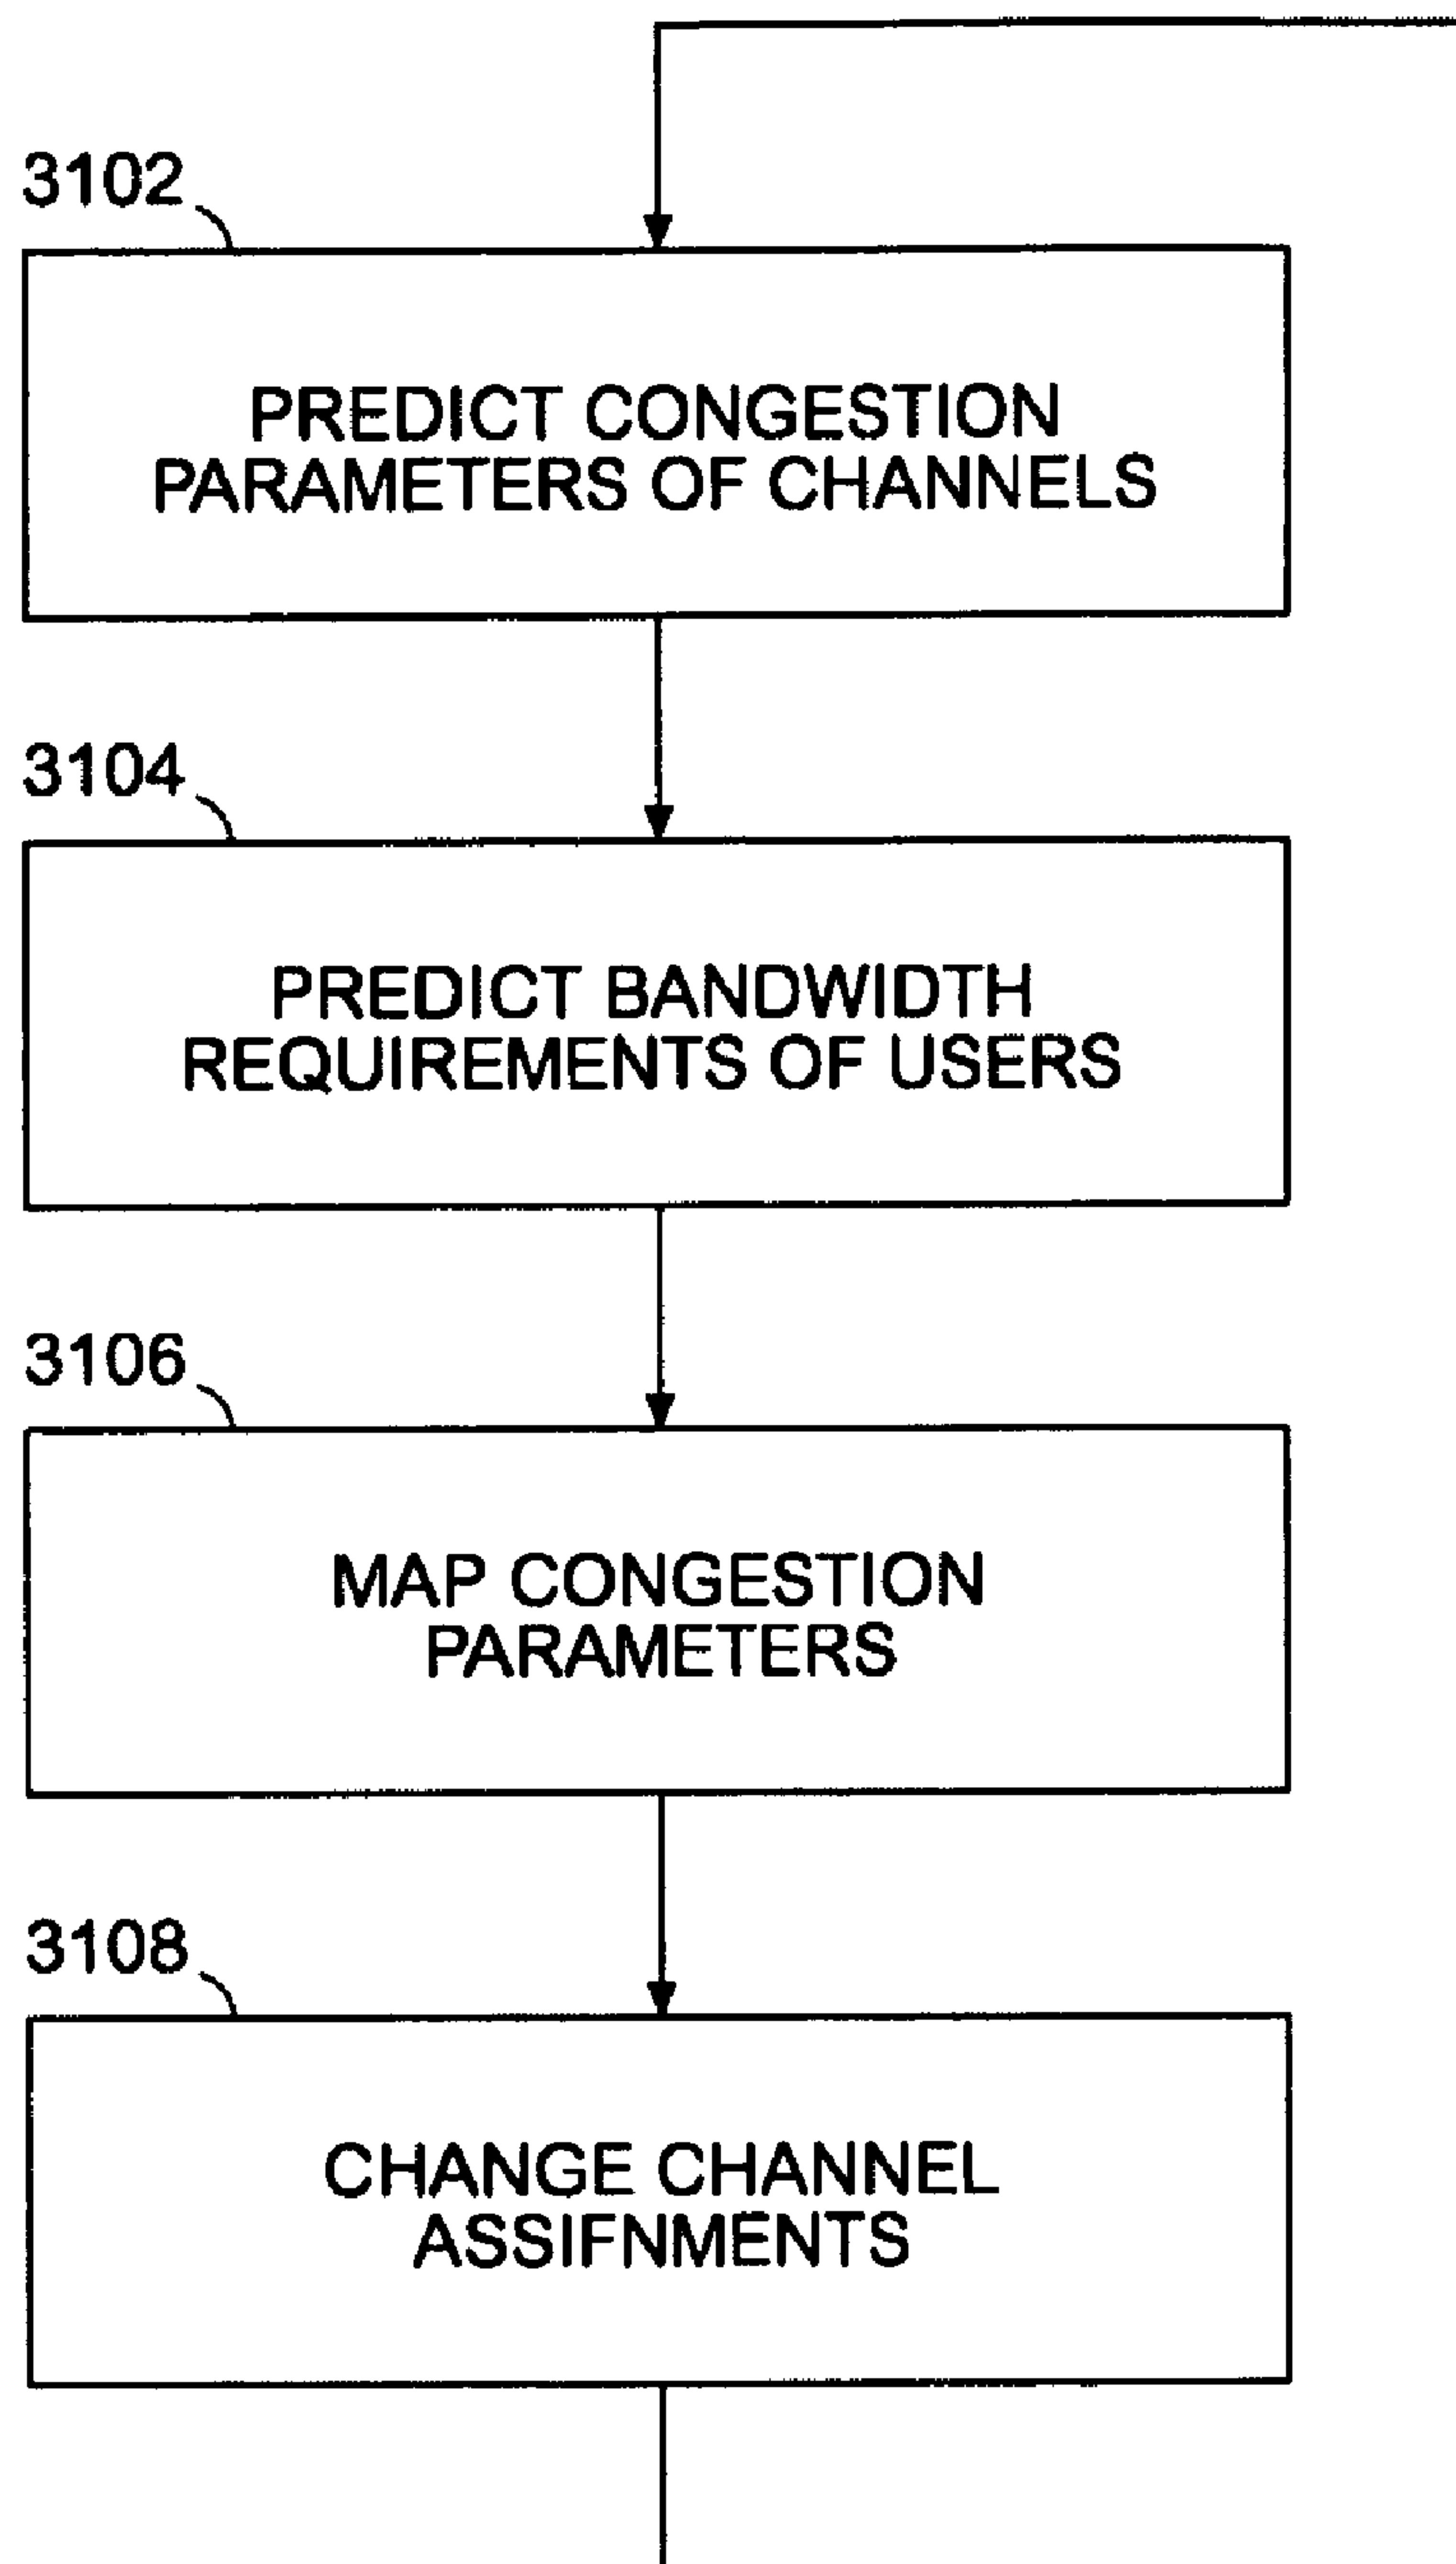 3102
PREDICT CONGESTION
PARAMETERS OF CHANNELS
3104
PREDICT BANDWIDTH
REQUIREMENTS OF USERS
3106
MAP CONGESTION
PARAMETERS
3108
CHANGE CHANNEL
ASSIFNMENTS